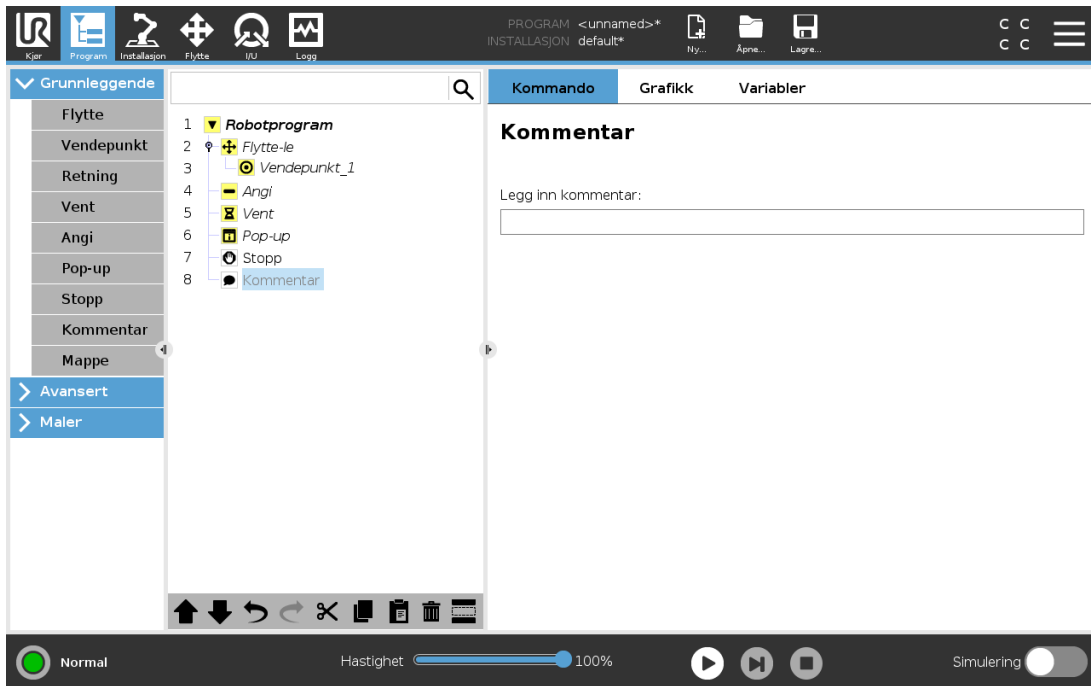 PROGRAM <unnamed>*
INSTALLASJON default*
Kjør Program Installasjon Flytte I/U Logg
Ny... Åpne... Lagre...
C C
C C
Grunnleggende
Flytte
Vendepunkt
Retning
Vent
Angi
Pop-up
Stopp
Kommentar
Mappe
Avansert
Maler
1 Robotprogram
2 Flytte-le
3 Vendepunkt_1
4 Angi
5 Vent
6 Pop-up
7 Stopp
8 Kommentar
Kommando Grafikk Variabler
Kommentar
Legg inn kommentar:
Normal
Hastighet 100%
Simulering